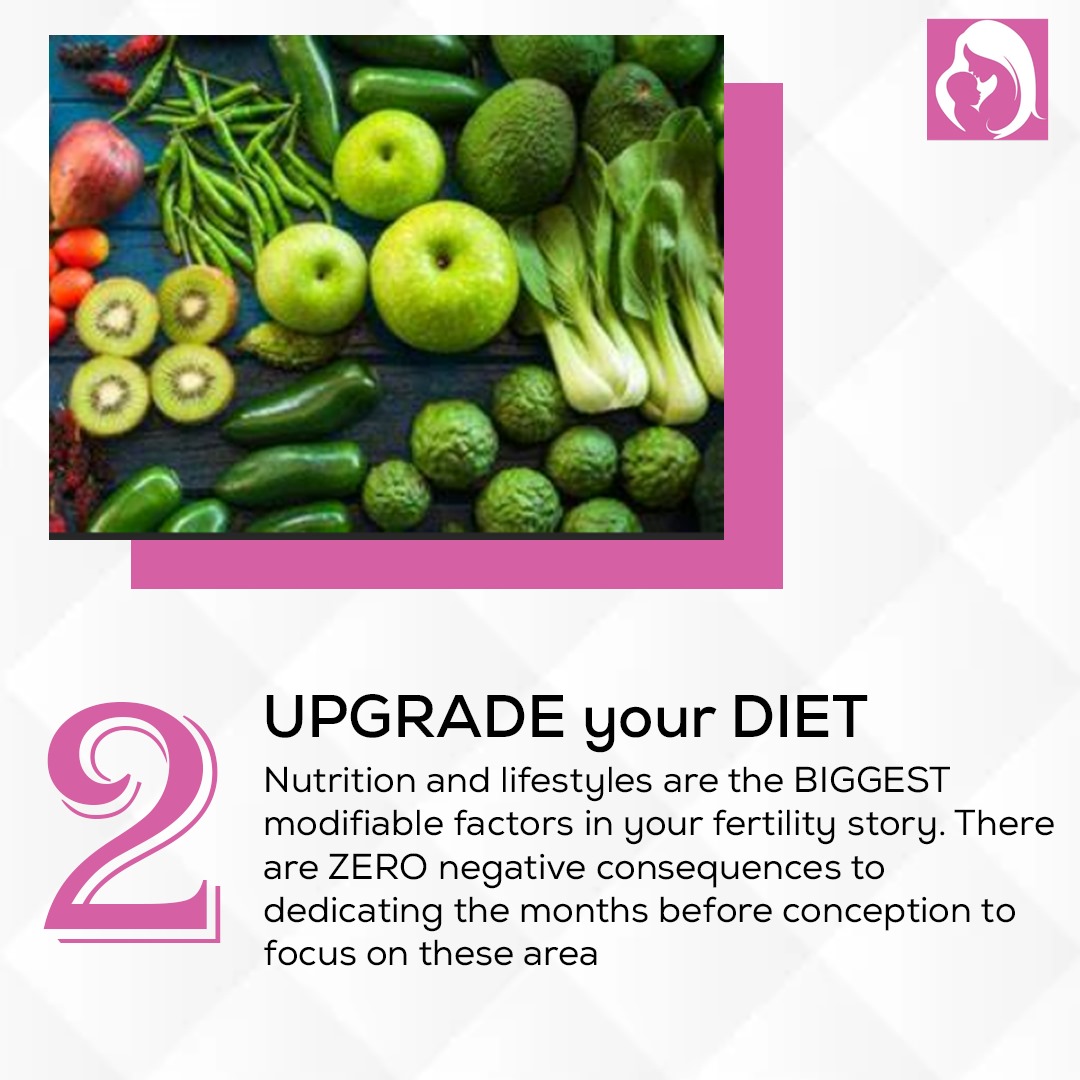 2
UPGRADE your DIET
Nutrition and lifestyles are the BIGGEST
modifiable factors in your fertility story. There
are ZERO negative consequences to
dedicating the months before conception to
focus on these area